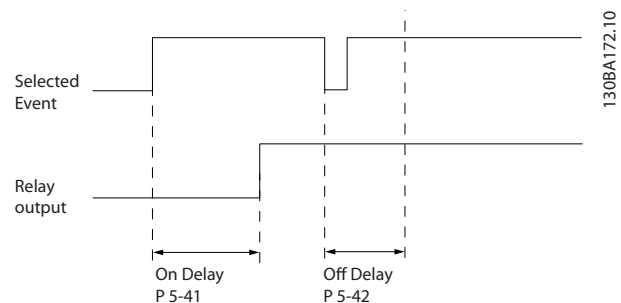 Selected
Event
Relay
output
On Delay
P 5-41
Off Delay
P 5-42
130BA172.10